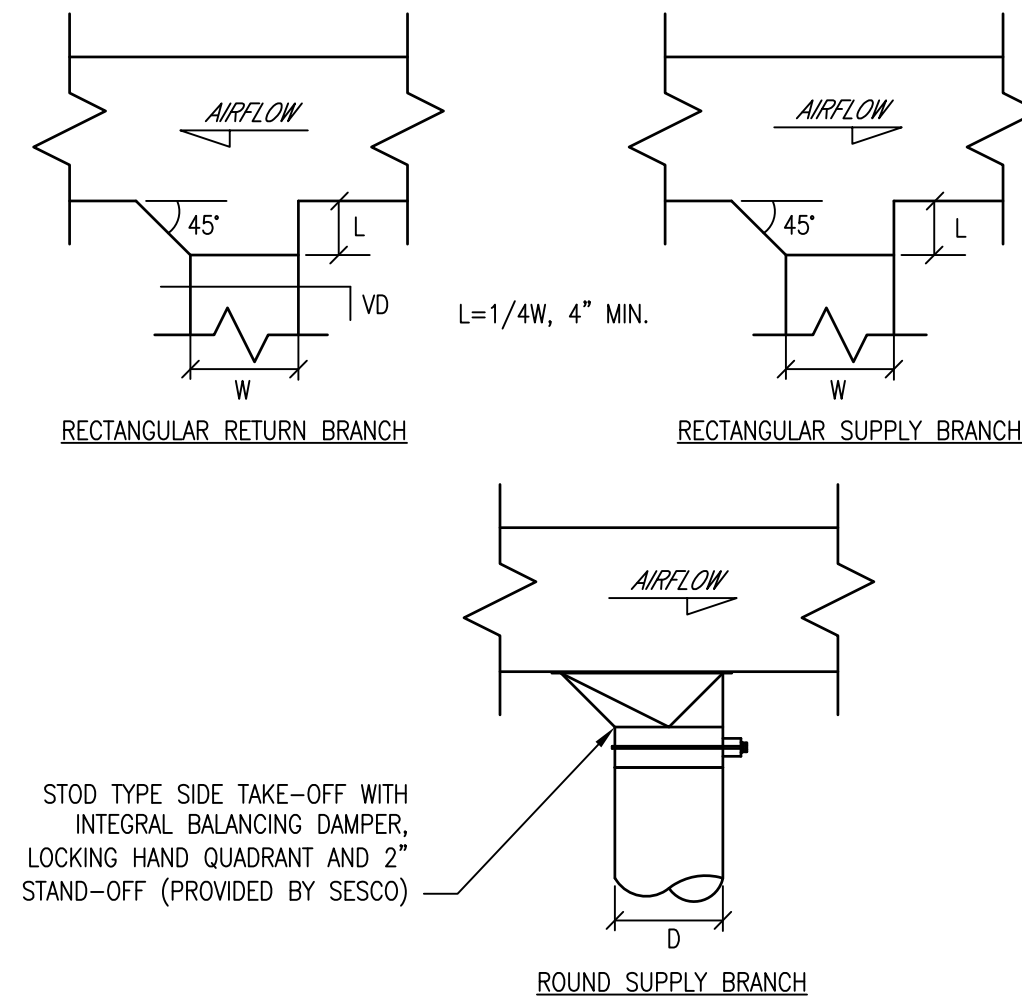 AIRFLOW
45°
L
VD
W
RECTANGULAR RETURN BRANCH
L=1/4W, 4" MIN.
AIRFLOW
45°
L
W
RECTANGULAR SUPPLY BRANCH
AIRFLOW
STOD TYPE SIDE TAKE-OFF WITH
INTEGRAL BALANCING DAMPER,
LOCKING HAND QUADRANT AND 2"
STAND-OFF (PROVIDED BY SESCO)
D
ROUND SUPPLY BRANCH